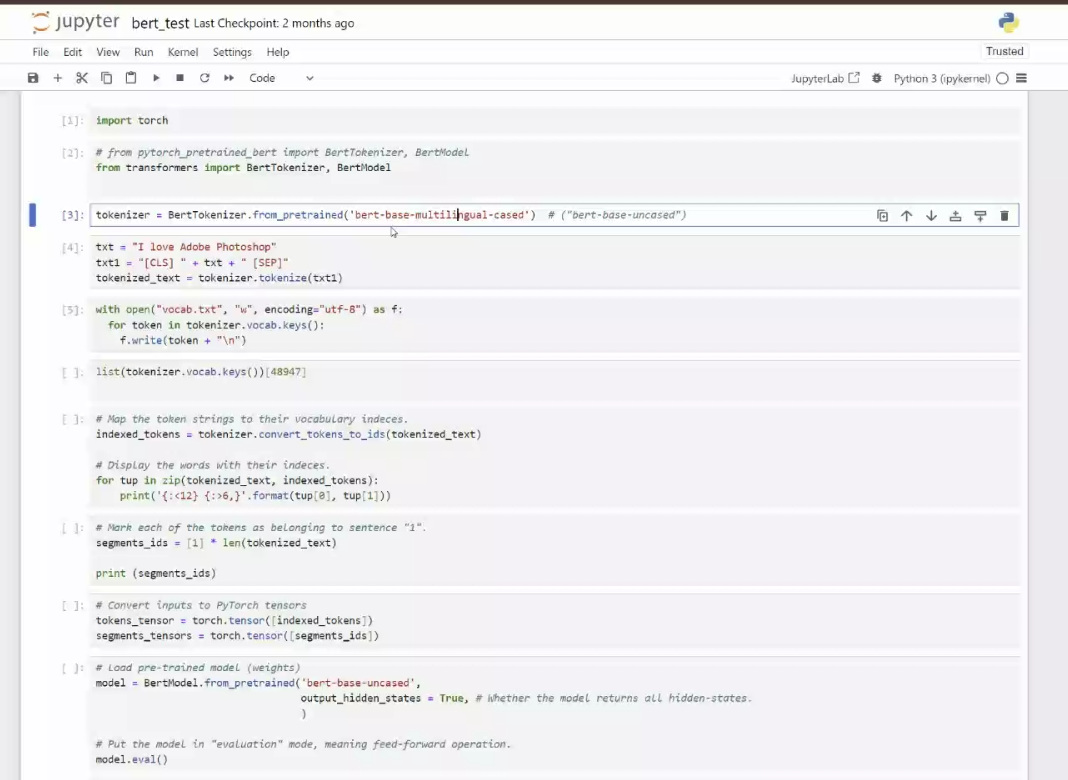 jupyter bert_test Last Checkpoint: 2 months ago
File Edit View Run Kernel Settings Help Trusted
Code JupyterLab Python 3 (ipykernel)
[1]: import torch
[2]: # from pytorch_pretrained_bert import BertTokenizer, BertModel
from transformers import BertTokenizer, BertModel
[3]: tokenizer = BertTokenizer.from_pretrained('bert-base-multilingual-cased') # ("bert-base-uncased")
[4]: txt = "I love Adobe Photoshop"
txt1 = "[CLS] " + txt + " [SEP]"
tokenized_text = tokenizer.tokenize(txt1)
[5]: with open("vocab.txt", "w", encoding="utf-8") as f:
for token in tokenizer.vocab.keys():
f.write(token + "\n")
[ ]: list(tokenizer.vocab.keys())[48947]
[ ]: # Map the token strings to their vocabulary indeces.
indexed_tokens = tokenizer.convert_tokens_to_ids(tokenized_text)
# Display the words with their indeces.
for tup in zip(tokenized_text, indexed_tokens):
print('{:<12} {:>6,}'.format(tup[0], tup[1]))
[ ]: # Mark each of the tokens as belonging to sentence "1".
segments_ids = [1] * len(tokenized_text)
print (segments_ids)
[ ]: # Convert inputs to PyTorch tensors
tokens_tensor = torch.tensor([indexed_tokens])
segments_tensors = torch.tensor([segments_ids])
[ ]: # Load pre-trained model (weights)
model = BertModel.from_pretrained('bert-base-uncased',
output_hidden_states = True, # Whether the model returns all hidden-states.
)
# Put the model in "evaluation" mode, meaning feed-forward operation.
model.eval()